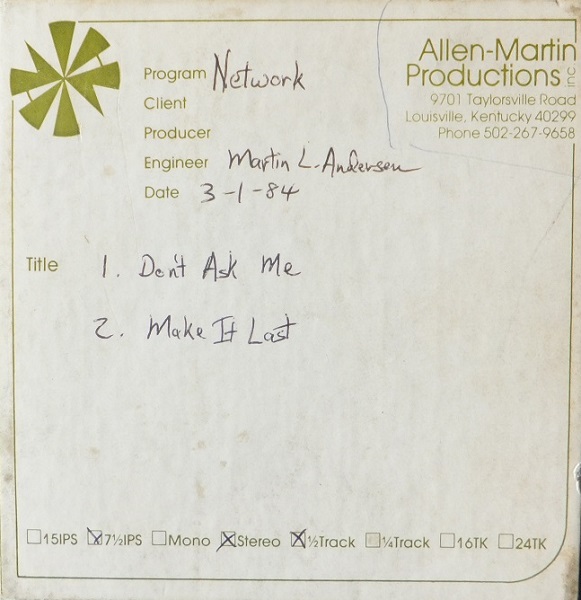 Allen-Martin
Productions inc
9701 Taylorsville Road
Louisville, Kentucky 40299
Phone 502-267-9658
Program Network
Client
Producer
Engineer Martin L. Andersen
Date 3-1-84
Title 1. Don't Ask Me
2. Make It Last
15IPS 7½IPS Mono Stereo ½Track ¼Track 16TK 24TK